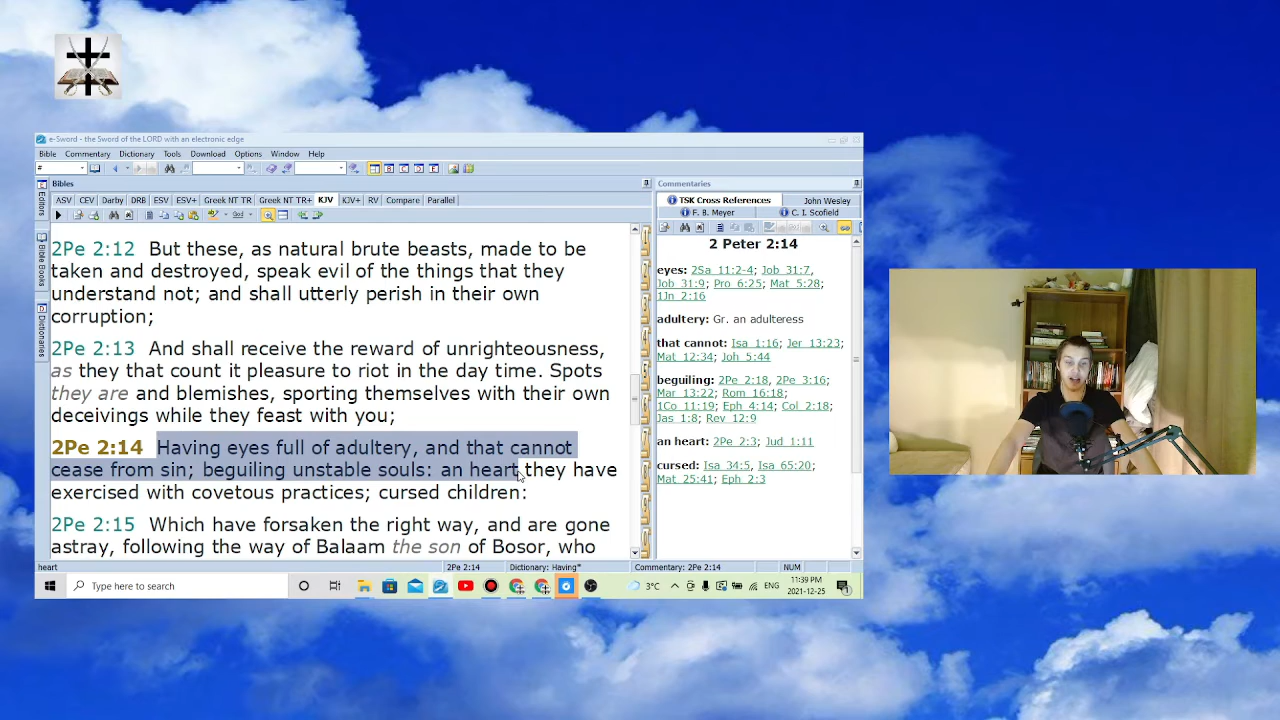 e-Sword - the Sword of the LORD with an electronic edge
Bible Commentary Dictionary Tools Download Options Window Help
#
Bibles
ASV CEV Darby DRB ESV ESV+ Greek NT TR Greek NT TR+ KJV KJV+ RV Compare Parallel
Editors
Bible Books
Dictionaries
2Pe 2:12 But these, as natural brute beasts, made to be
taken and destroyed, speak evil of the things that they
understand not; and shall utterly perish in their own
corruption;
2Pe 2:13 And shall receive the reward of unrighteousness,
as they that count it pleasure to riot in the day time. Spots
they are and blemishes, sporting themselves with their own
deceivings while they feast with you;
2Pe 2:14 Having eyes full of adultery, and that cannot
cease from sin; beguiling unstable souls: an heart they have
exercised with covetous practices; cursed children:
2Pe 2:15 Which have forsaken the right way, and are gone
astray, following the way of Balaam the son of Bosor, who
Commentaries
TSK Cross References John Wesley
F. B. Meyer C. I. Scofield
2 Peter 2:14
eyes: 2Sa 11:2-4; Job 31:7,
Job 31:9; Pro 6:25; Mat 5:28;
1Jn 2:16
adultery: Gr. an adulteress
that cannot: Isa 1:16; Jer 13:23;
Mat 12:34; Joh 5:44
beguiling: 2Pe 2:18, 2Pe 3:16;
Mar 13:22; Rom 16:18;
1Co 11:19; Eph 4:14; Col 2:18;
Jas 1:8; Rev 12:9
an heart: 2Pe 2:3; Jud 1:11
cursed: Isa 34:5, Isa 65:20;
Mat 25:41; Eph 2:3
heart 2Pe 2:14 Dictionary: Having* Commentary: 2Pe 2:14 NUM
Type here to search
3°C
ENG
11:39 PM
2021-12-25